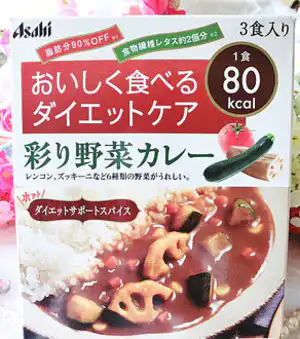 Asahi
脂肪分90%OFF ※1
食物繊維レタス約2個分 ※2
3食入り
おいしく食べる
ダイエットケア
1食
80
kcal
彩り野菜カレー
レンコン、ズッキーニなど6種類の野菜がうれしい。
ホット!
ダイエットサポートスパイス